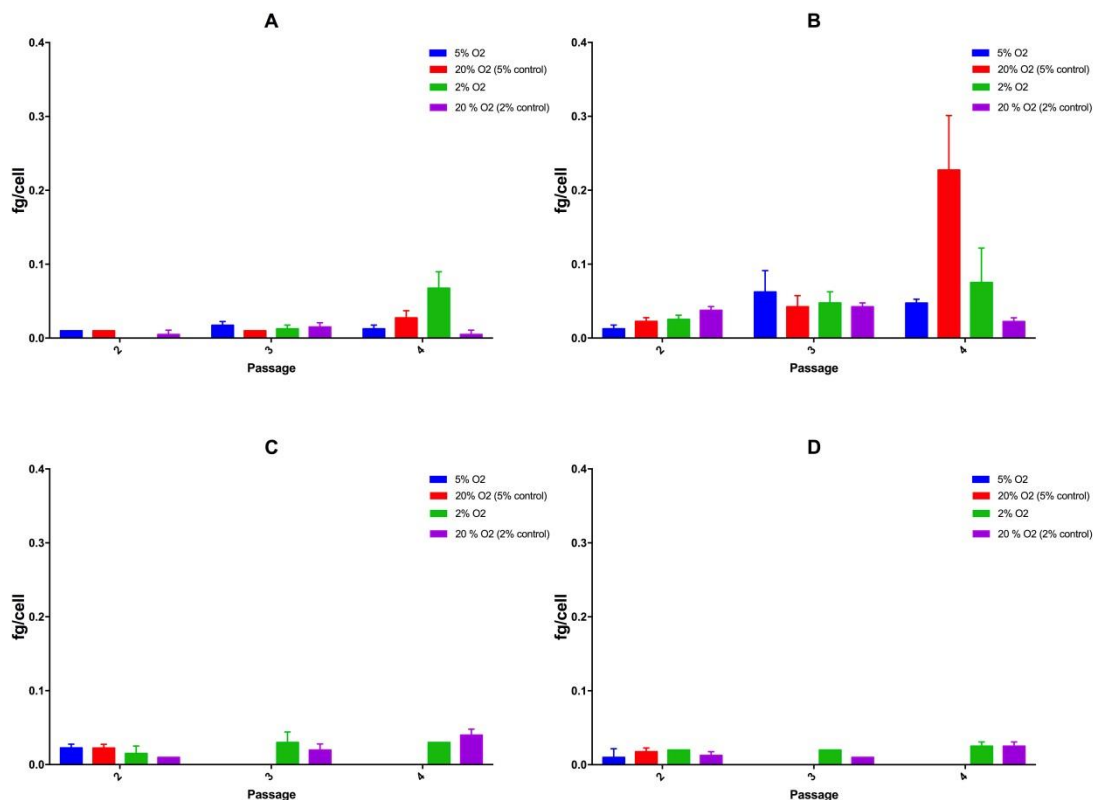 A
0.4
0.3
0.2
0.1
0.0
fg/cell
5% O2
20% O2 (5% control)
2% O2
20 % O2 (2% control)
2
3
4
Passage
B
0.4
0.3
0.2
0.1
0.0
fg/cell
5% O2
20% O2 (5% control)
2% O2
20 % O2 (2% control)
2
3
4
Passage
C
0.4
0.3
0.2
0.1
0.0
fg/cell
5% O2
20% O2 (5% control)
2% O2
20 % O2 (2% control)
2
3
4
Passage
D
0.4
0.3
0.2
0.1
0.0
fg/cell
5% O2
20% O2 (5% control)
2% O2
20 % O2 (2% control)
2
3
4
Passage